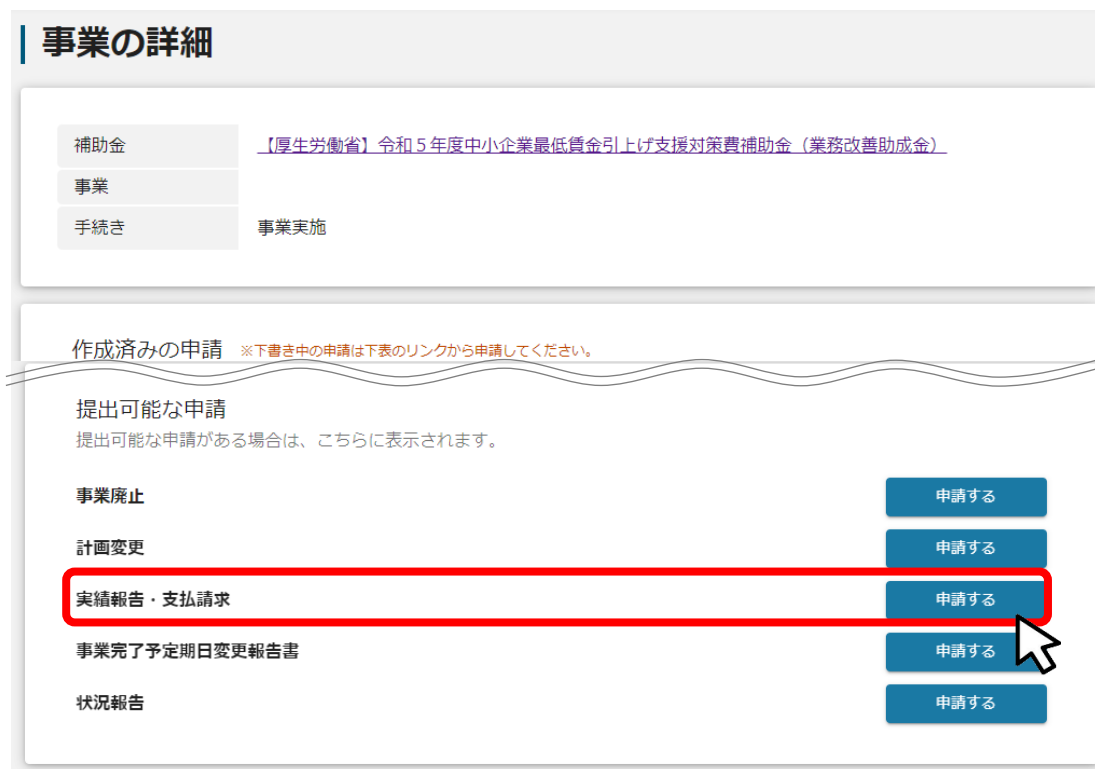 事業の詳細
補助金 【厚生労働省】令和5年度中小企業最低賃金引上げ支援対策費補助金（業務改善助成金）
事業
手続き 事業実施
作成済みの申請 ※下書き中の申請は下表のリンクから申請してください。
提出可能な申請
提出可能な申請がある場合は、こちらに表示されます。
事業廃止 申請する
計画変更 申請する
実績報告・支払請求 申請する
事業完了予定期日変更報告書 申請する
状況報告 申請する